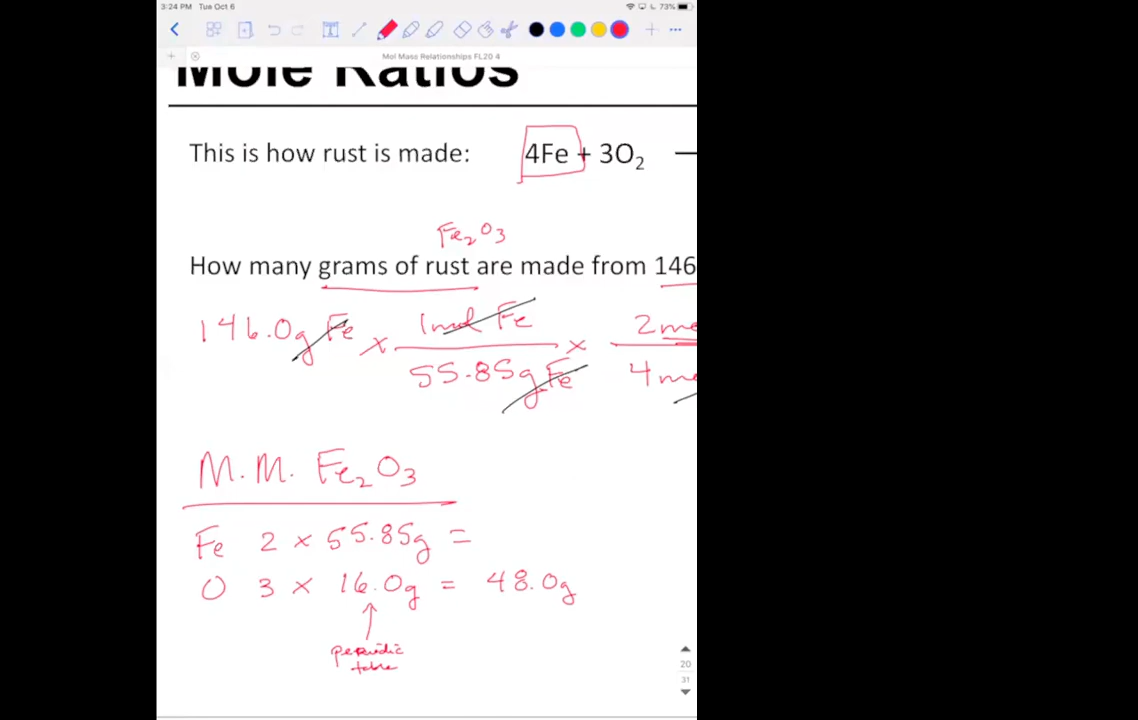 3:24 PM Tue Oct 6 73%
Mol Mass Relationships FL20 4
Mole Ratios
This is how rust is made: 4Fe + 3O₂ —
Fe₂O₃
How many grams of rust are made from 146
146.0g Fe × 1mol Fe × 2
55.85g Fe 4
M.M. Fe₂O₃
Fe 2 × 55.85g =
O 3 × 16.0g = 48.0g
↑
periodic
table
20
31